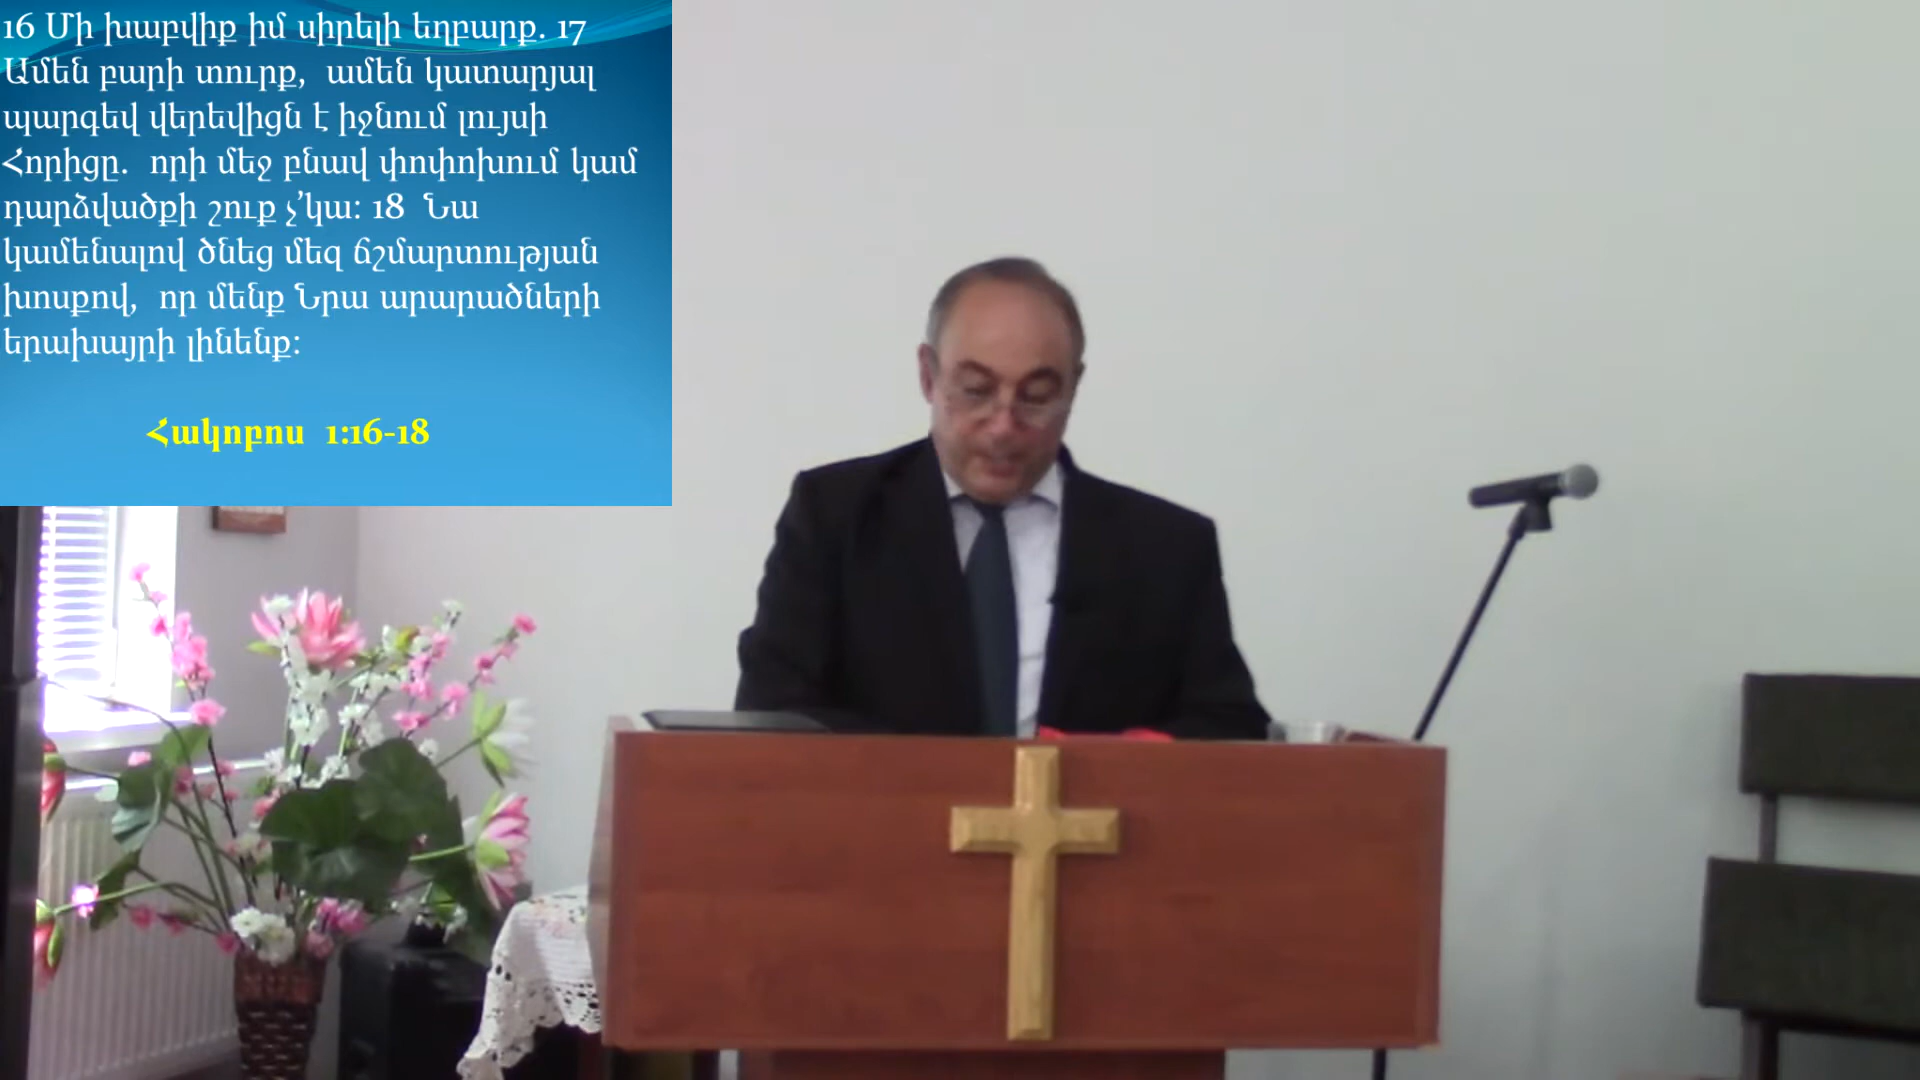 16 Մի խաբվիք իմ սիրելի եղբարք. 17
Ամեն բարի տուրք, ամեն կատարյալ
պարգեվ վերեվիցն է իջնում լույսի
Հորիցը. որի մեջ բնավ փոփոխում կամ
դարձվածքի շուք չ՚կա: 18 Նա
կամենալով ծնեց մեզ ճշմարտության
խոսքով, որ մենք Նրա արարածների
երախայրի լինենք:
Հակոբոս 1:16-18